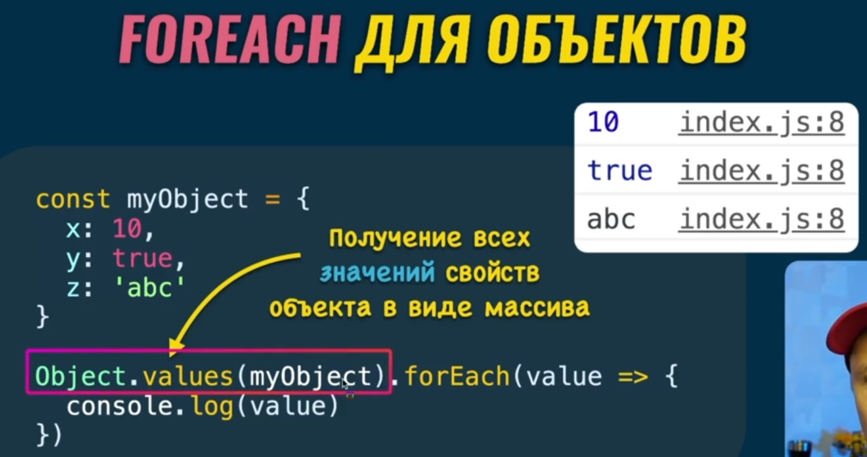 FOREACH ДЛЯ ОБЪЕКТОВ
10 index.js:8
true index.js:8
abc index.js:8
const myObject = {
x: 10,
y: true,
z: 'abc'
}
Получение всех
значений свойств
объекта в виде массива
Object.values(myObject).forEach(value => {
console.log(value)
})